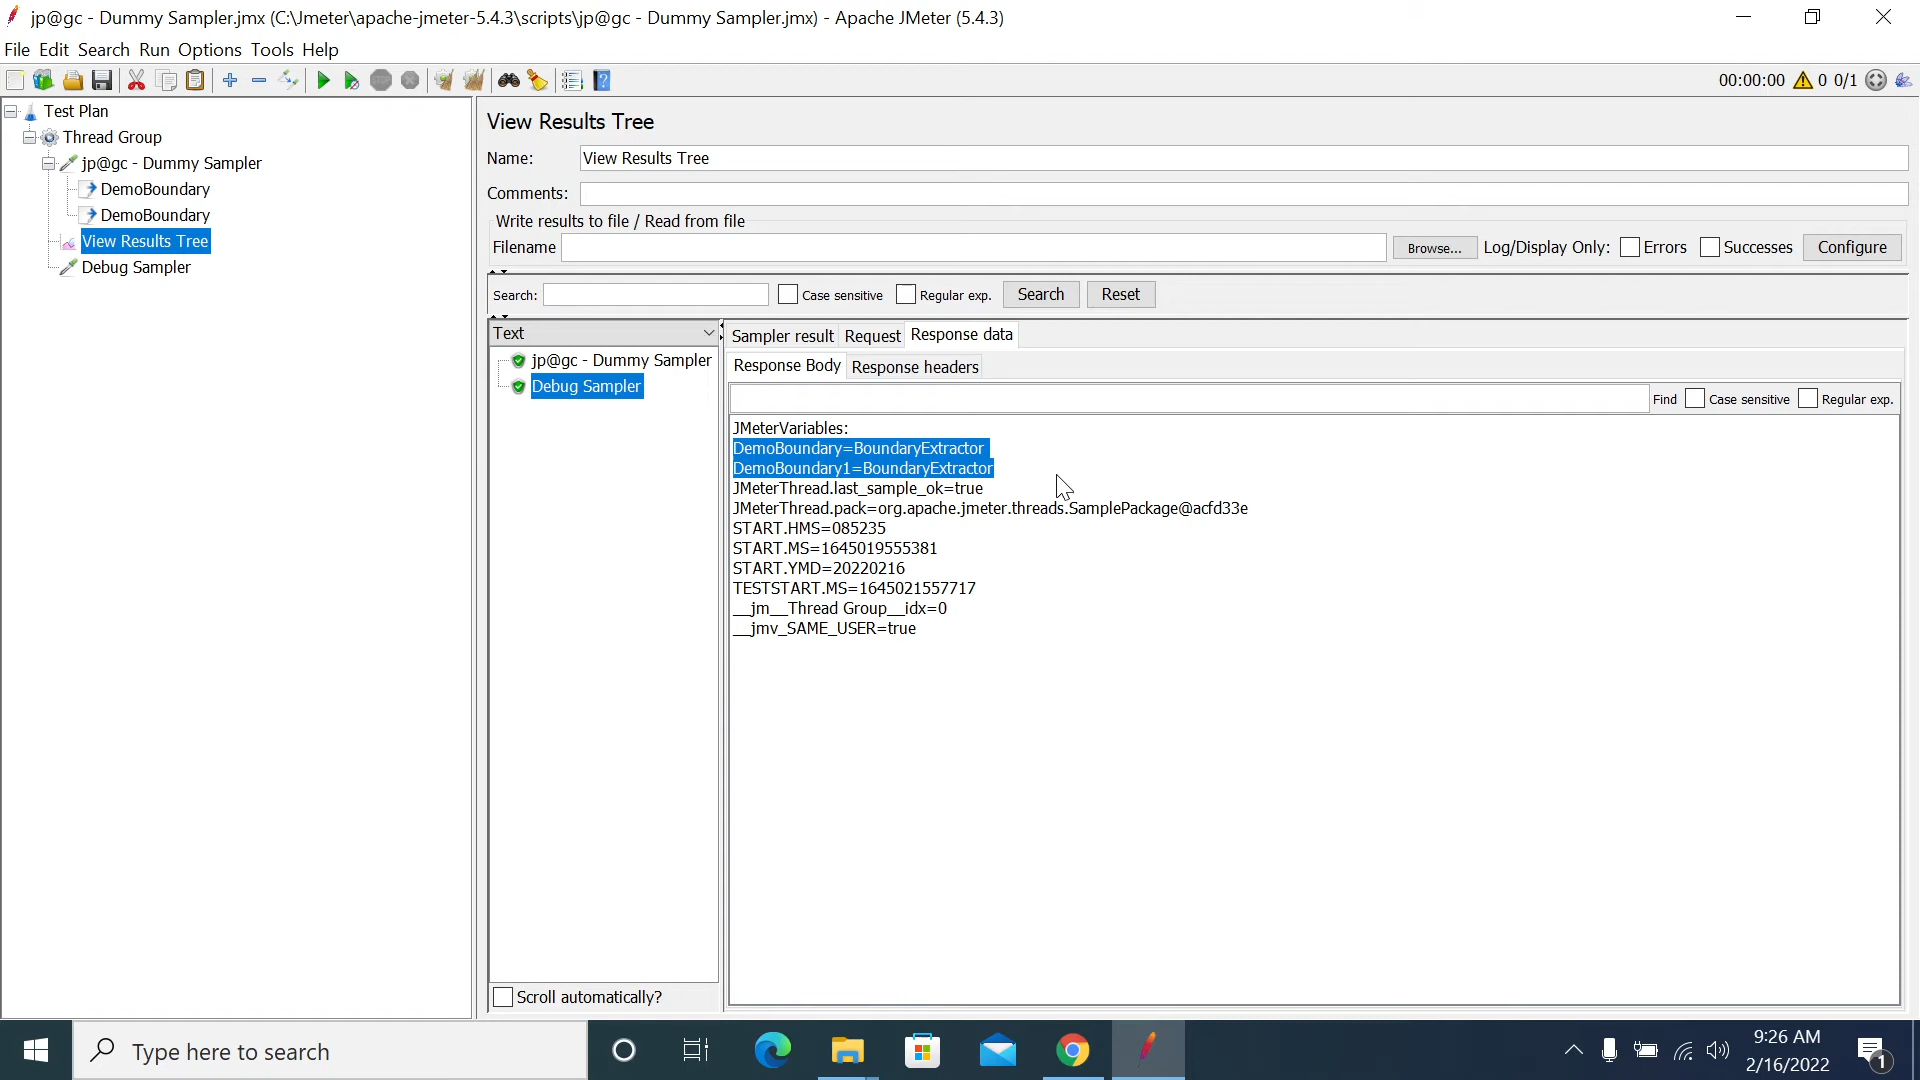 jp@gc - Dummy Sampler.jmx (C:\Jmeter\apache-jmeter-5.4.3\scripts\jp@gc - Dummy Sampler.jmx) - Apache JMeter (5.4.3)
File Edit Search Run Options Tools Help
00:00:00 0 0/1
Test Plan
Thread Group
jp@gc - Dummy Sampler
DemoBoundary
DemoBoundary
View Results Tree
Debug Sampler
View Results Tree
Name: View Results Tree
Comments:
Write results to file / Read from file
Filename Browse... Log/Display Only: Errors Successes Configure
Search: Case sensitive Regular exp. Search Reset
Text
jp@gc - Dummy Sampler
Debug Sampler
Scroll automatically?
Sampler result Request Response data
Response Body Response headers
Find Case sensitive Regular exp.
JMeterVariables:
DemoBoundary=BoundaryExtractor
DemoBoundary1=BoundaryExtractor
JMeterThread.last_sample_ok=true
JMeterThread.pack=org.apache.jmeter.threads.SamplePackage@acfd33e
START.HMS=085235
START.MS=1645019555381
START.YMD=20220216
TESTSTART.MS=1645021557717
__jm__Thread Group__idx=0
__jmv_SAME_USER=true
Type here to search
9:26 AM
2/16/2022
1